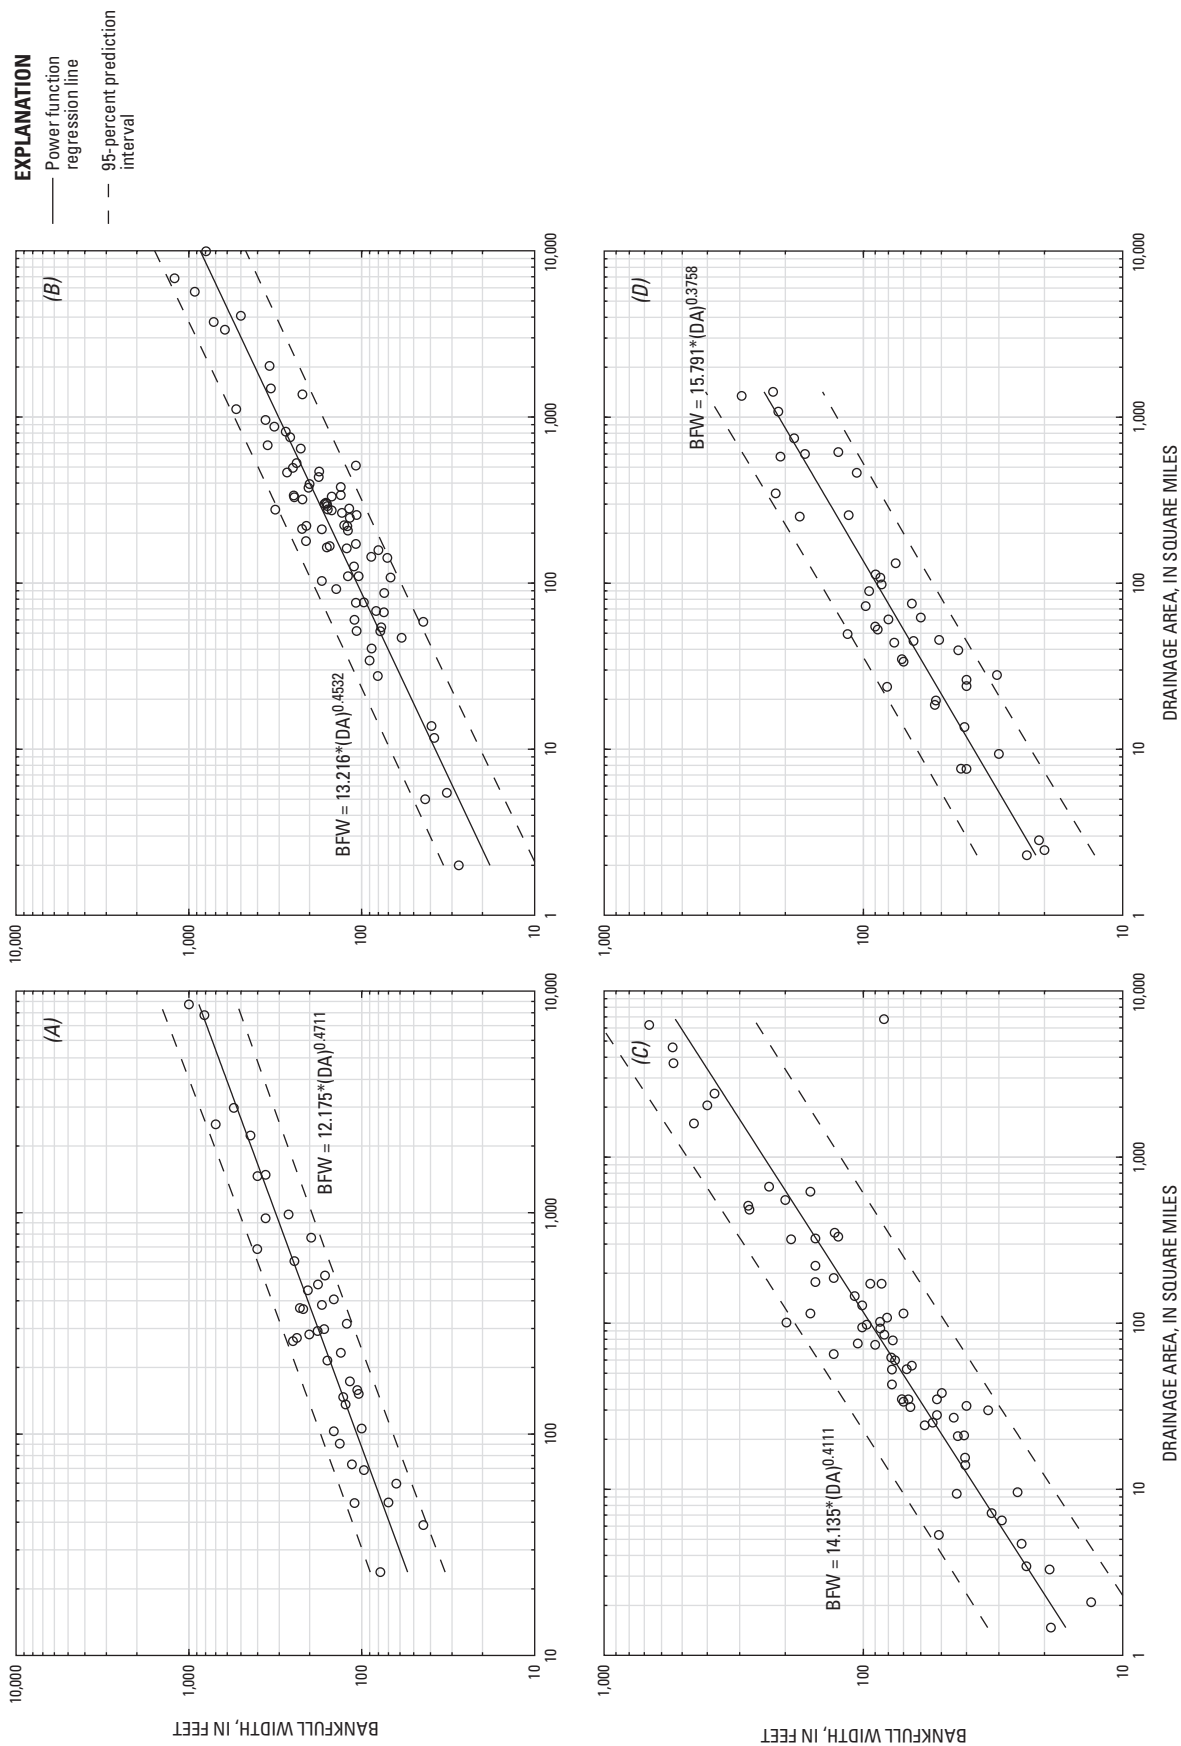 (A)
BFW = 12.175*(DA)0.4711
10,000
1,000
100
10
BANKFULL WIDTH, IN FEET
10
100
1,000
10,000
(B)
BFW = 13.216*(DA)0.4532
10,000
1,000
100
10
1
10
100
1,000
10,000
EXPLANATION
Power function
regression line
95-percent prediction
interval
(C)
BFW = 14.135*(DA)0.4111
1,000
100
10
BANKFULL WIDTH, IN FEET
1
10
100
1,000
10,000
DRAINAGE AREA, IN SQUARE MILES
(D)
BFW = 15.791*(DA)0.3758
1,000
100
10
1
10
100
1,000
10,000
DRAINAGE AREA, IN SQUARE MILES